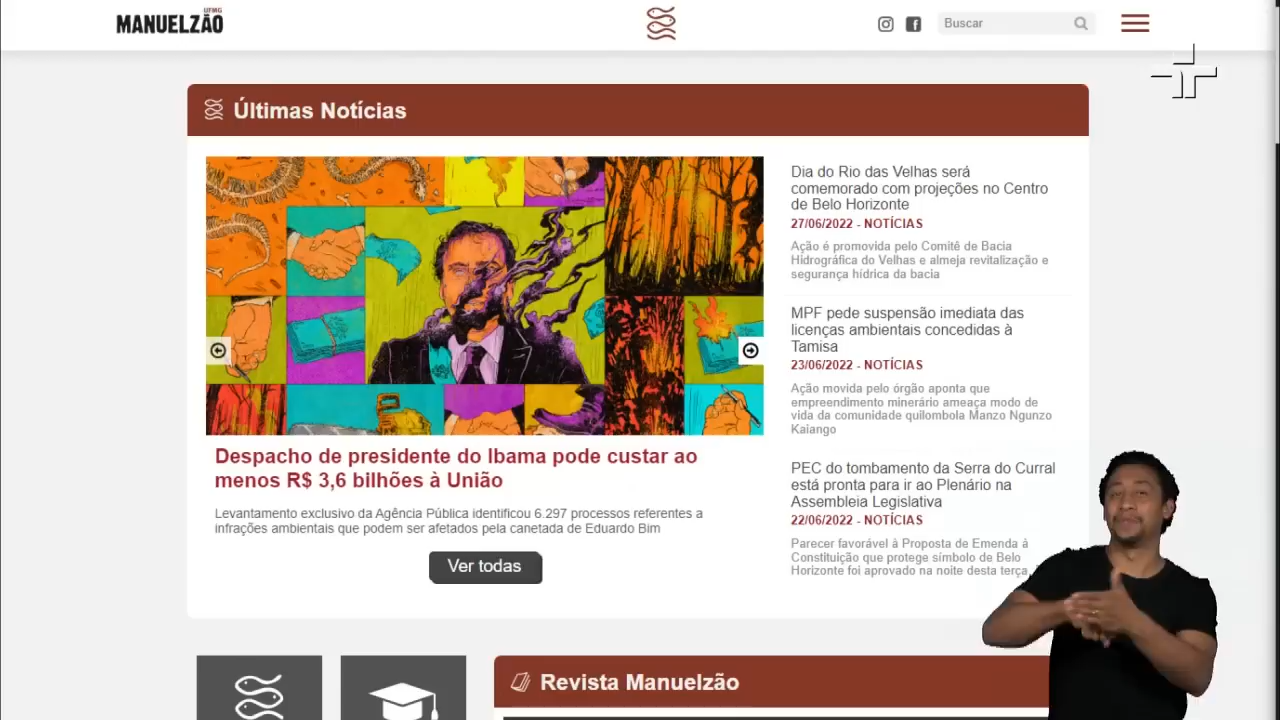 UFMG
MANUELZÃO
Buscar
Últimas Notícias
Dia do Rio das Velhas será
comemorado com projeções no Centro
de Belo Horizonte
27/06/2022 - NOTÍCIAS
Ação é promovida pelo Comitê de Bacia
Hidrográfica do Velhas e almeja revitalização e
segurança hídrica da bacia
MPF pede suspensão imediata das
licenças ambientais concedidas à
Tamisa
23/06/2022 - NOTÍCIAS
Ação movida pelo órgão aponta que
empreendimento minerário ameaça modo de
vida da comunidade quilombola Manzo Ngunzo
Kaiango
PEC do tombamento da Serra do Curral
está pronta para ir ao Plenário na
Assembleia Legislativa
22/06/2022 - NOTÍCIAS
Parecer favorável à Proposta de Emenda à
Constituição que protege símbolo de Belo
Horizonte foi aprovado na noite desta terça,
Despacho de presidente do Ibama pode custar ao
menos R$ 3,6 bilhões à União
Levantamento exclusivo da Agência Pública identificou 6.297 processos referentes a
infrações ambientais que podem ser afetados pela canetada de Eduardo Bim
Ver todas
Revista Manuelzão